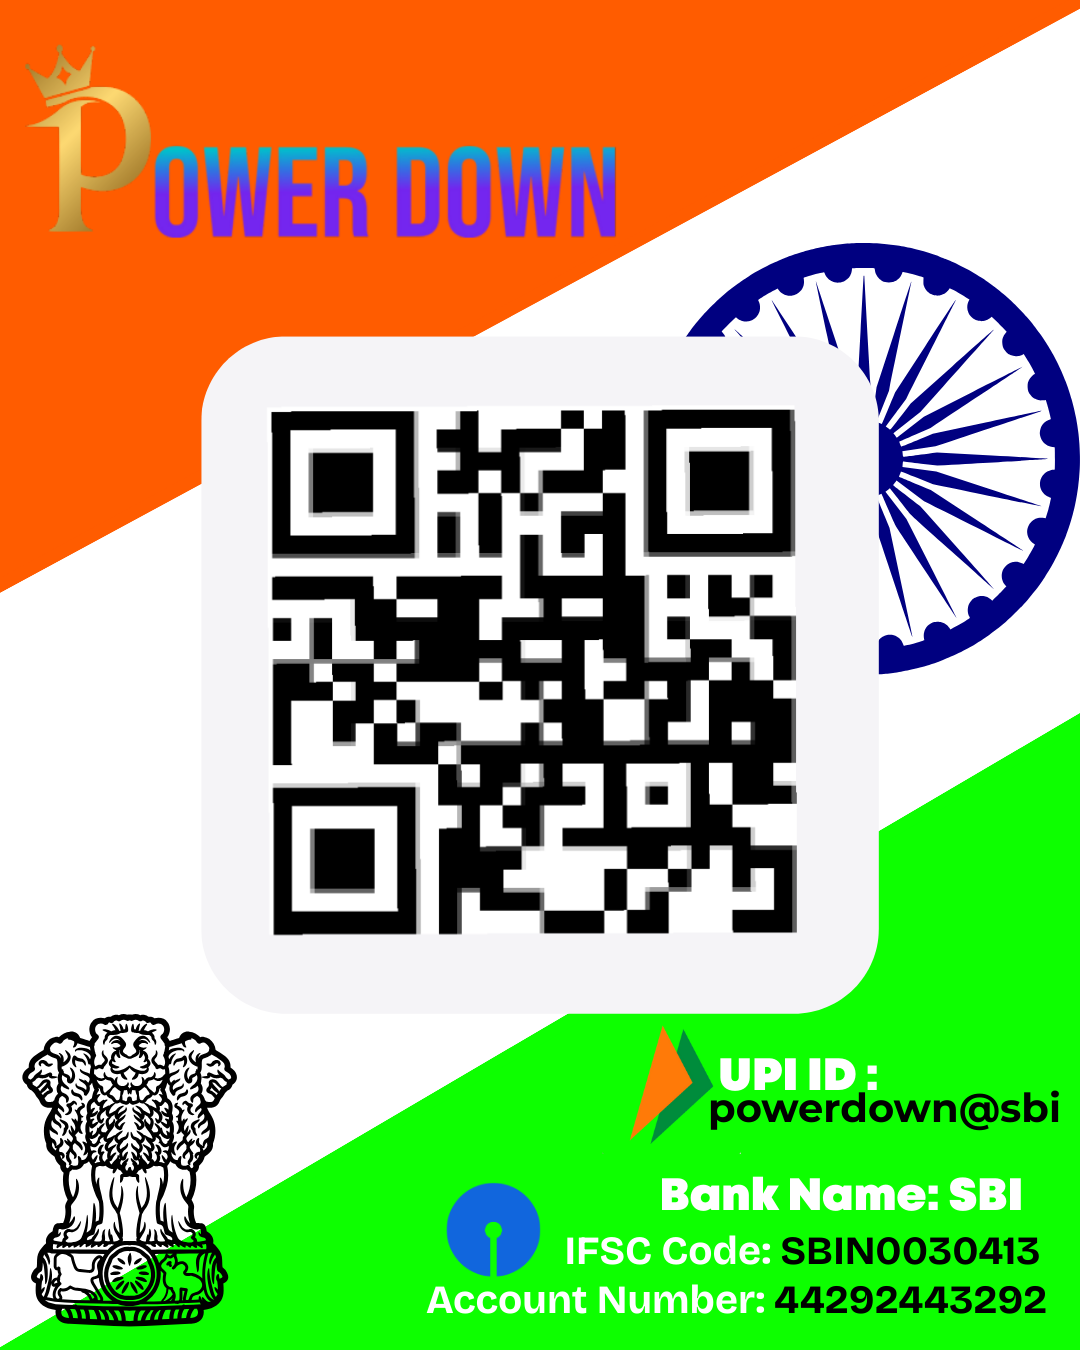 POWER DOWN
UPI ID :
powerdown@sbi
Bank Name: SBI
IFSC Code: SBIN0030413
Account Number: 44292443292